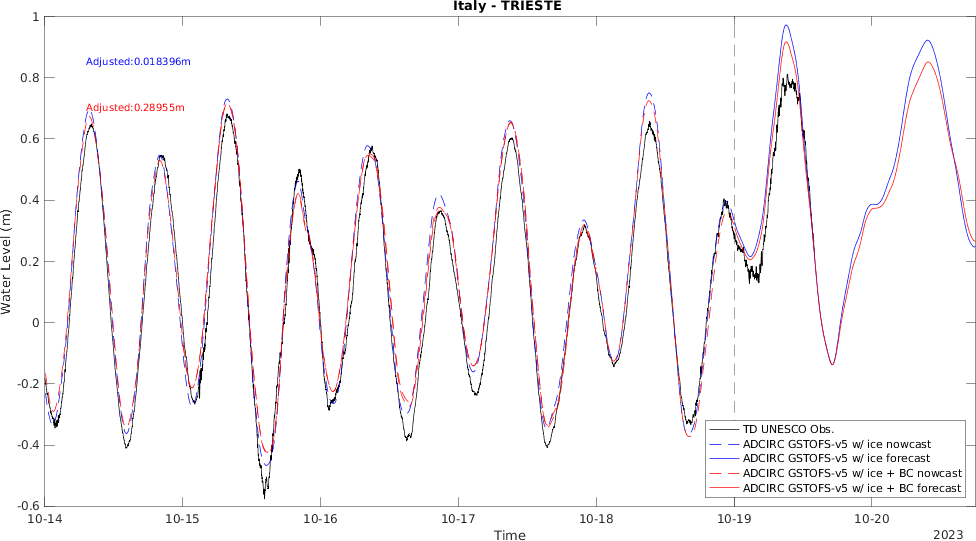 Italy - TRIESTE
1
0.8
0.6
0.4
0.2
0
-0.2
-0.4
-0.6
Water Level (m)
Adjusted:0.018396m
Adjusted:0.28955m
TD UNESCO Obs.
ADCIRC GSTOFS-v5 w/ ice nowcast
ADCIRC GSTOFS-v5 w/ ice forecast
ADCIRC GSTOFS-v5 w/ ice + BC nowcast
ADCIRC GSTOFS-v5 w/ ice + BC forecast
10-14 10-15 10-16 10-17 10-18 10-19 10-20
Time
2023